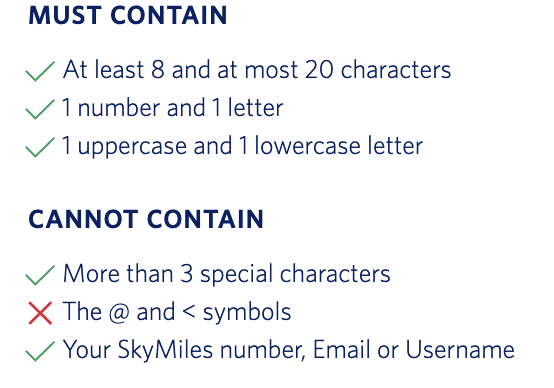 MUST CONTAIN
At least 8 and at most 20 characters
1 number and 1 letter
1 uppercase and 1 lowercase letter
CANNOT CONTAIN
More than 3 special characters
The @ and < symbols
Your SkyMiles number, Email or Username